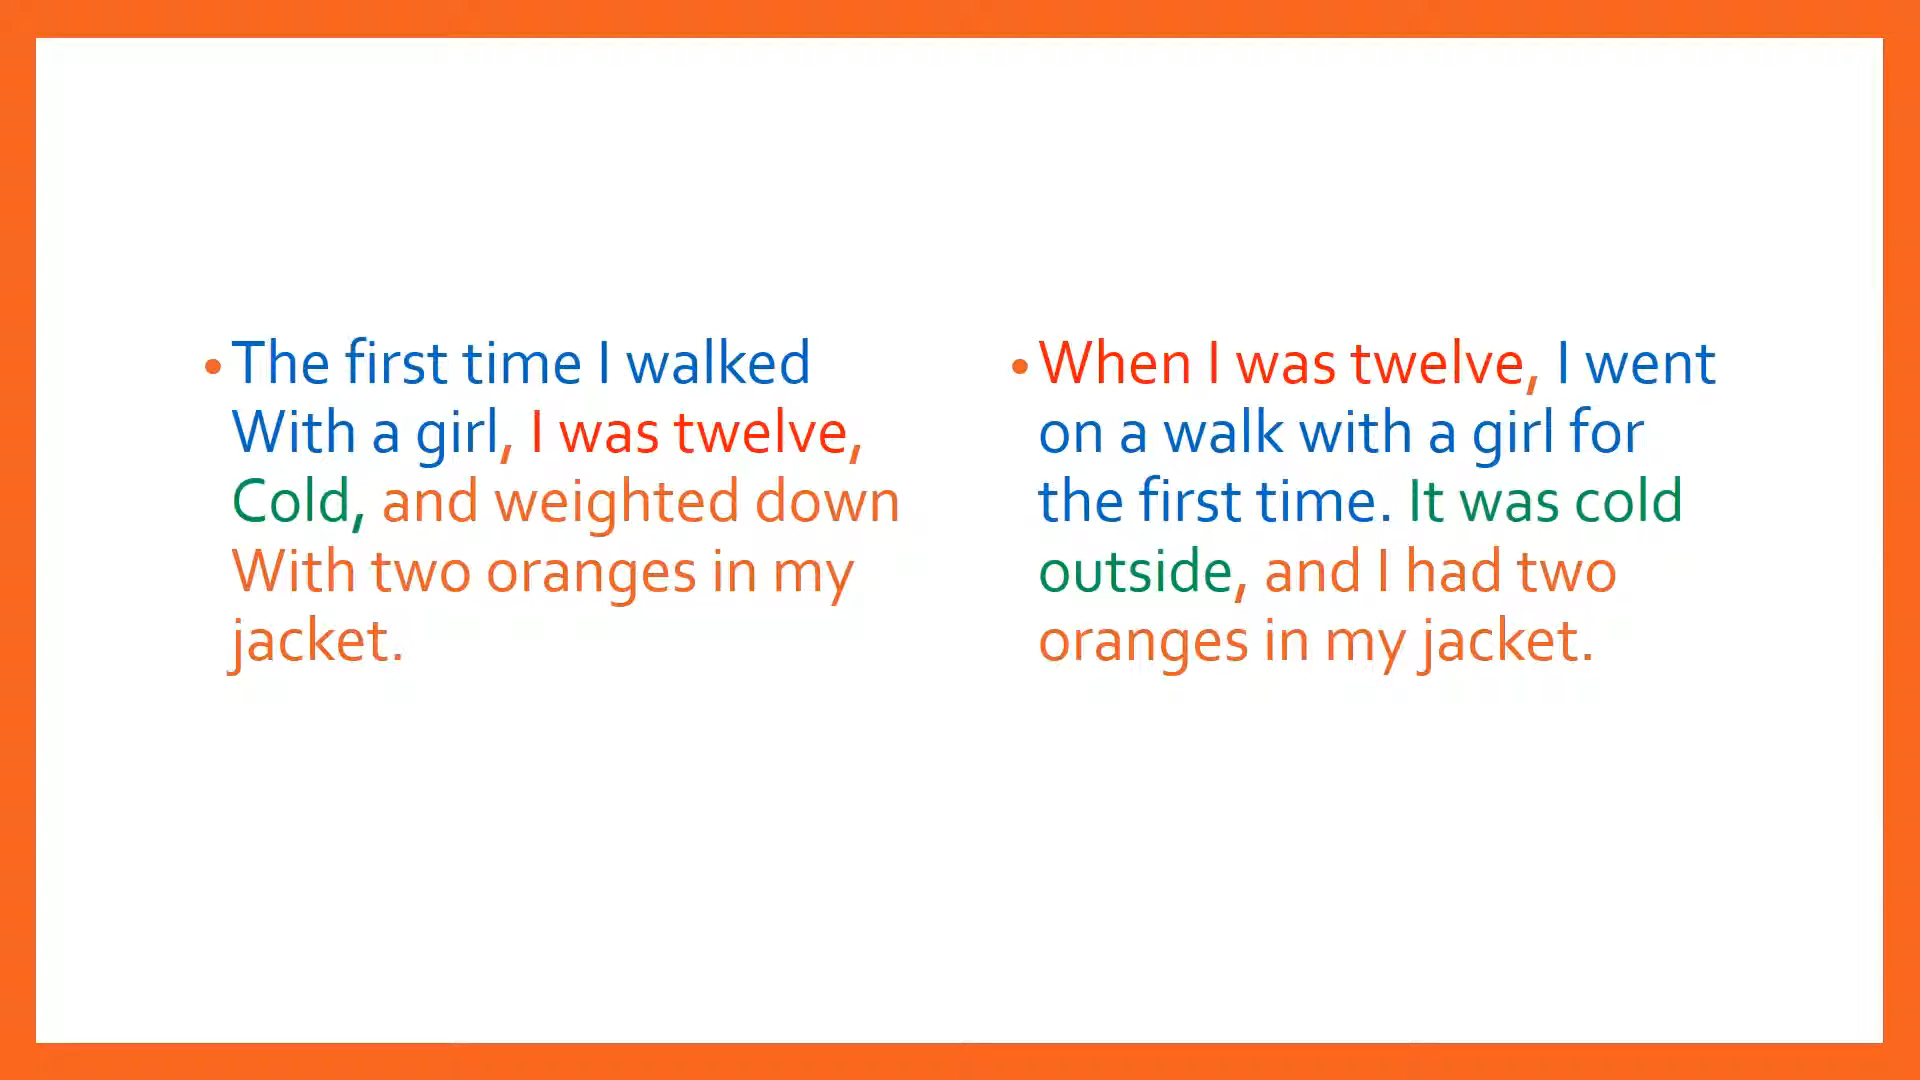 • The first time I walked
With a girl, I was twelve,
Cold, and weighted down
With two oranges in my
jacket.
• When I was twelve, I went
on a walk with a girl for
the first time. It was cold
outside, and I had two
oranges in my jacket.